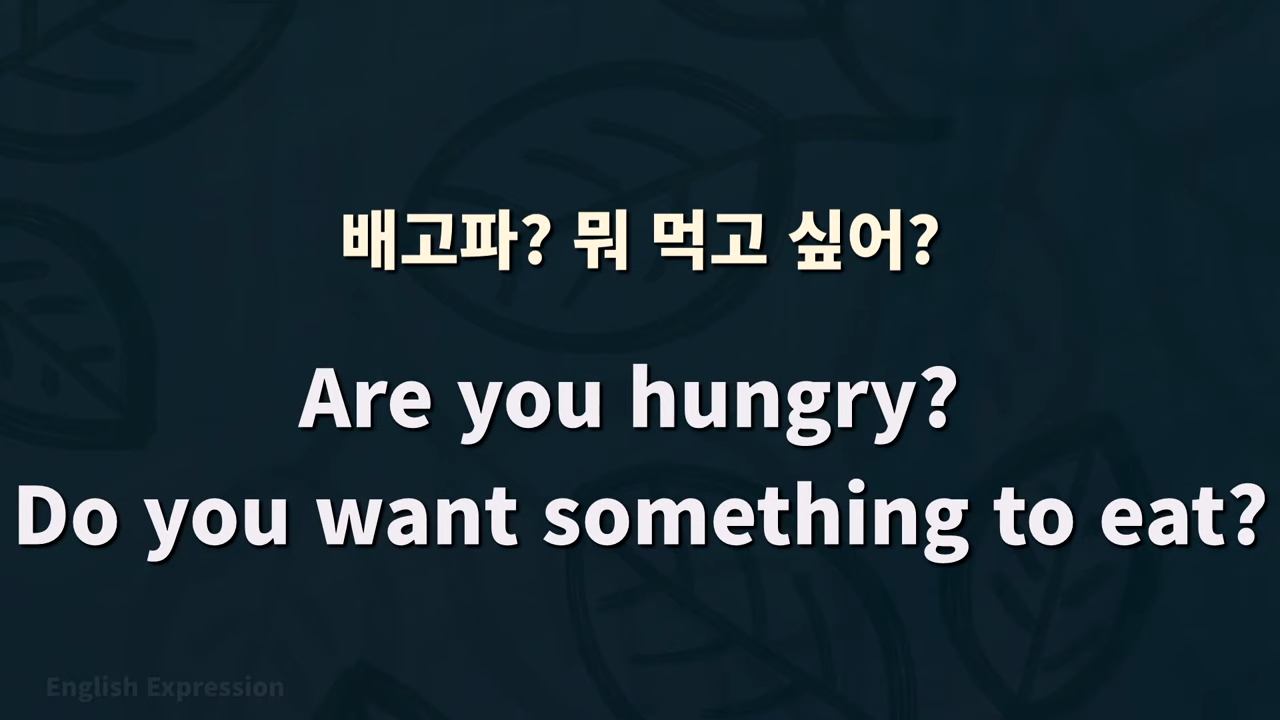 배고파? 뭐 먹고 싶어?
Are you hungry?
Do you want something to eat?
English Expression